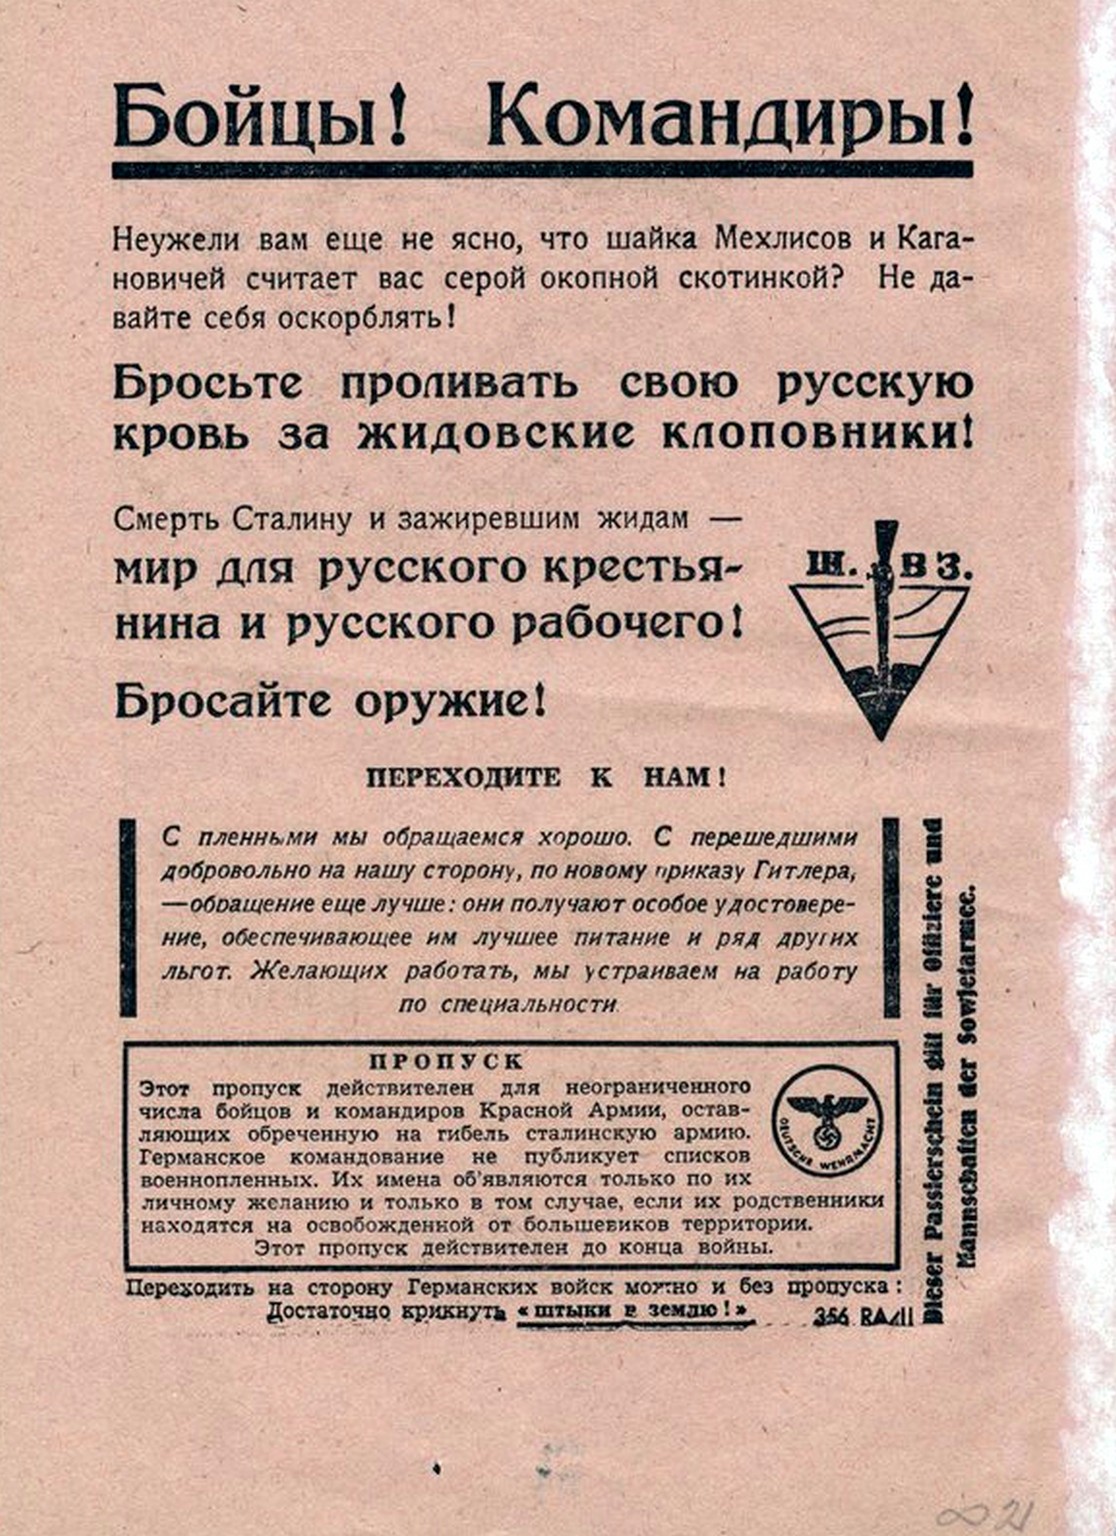 Бойцы! Командиры!
Неужели вам еще не ясно, что шайка Мехлисов и Кага-
новичей считает вас серой окопной скотинкой? Не да-
вайте себя оскорблять!
Бросьте проливать свою русскую
кровь за жидовские клоповники!
Смерть Сталину и зажиревшим жидам —
мир для русского крестья-
нина и русского рабочего!
Ш. В З.
Бросайте оружие!
ПЕРЕХОДИТЕ К НАМ!
С пленными мы обращаемся хорошо. С перешедшими
добровольно на нашу сторону, по новому приказу Гитлера,
—обращение еще лучше: они получают особое удостовере-
ние, обеспечивающее им лучшее питание и ряд других
льгот. Желающих работать, мы устраиваем на работу
по специальности.
ПРОПУСК
Этот пропуск действителен для неограниченного
числа бойцов и командиров Красной Армии, остав-
ляющих обреченную на гибель сталинскую армию.
Германское командование не публикует списков
военнопленных. Их имена об'являются только по их
личному желанию и только в том случае, если их родственники
находятся на освобожденной от большевиков территории.
Этот пропуск действителен до конца войны.
DEUTSCHE WEHRMACHT
Переходить на сторону Германских войск можно и без пропуска:
Достаточно крикнуть «штыки в землю!»
356 RA/II
Dieser Passierschein gilt für Offiziere und
Mannschaften der Sowjetarmee.